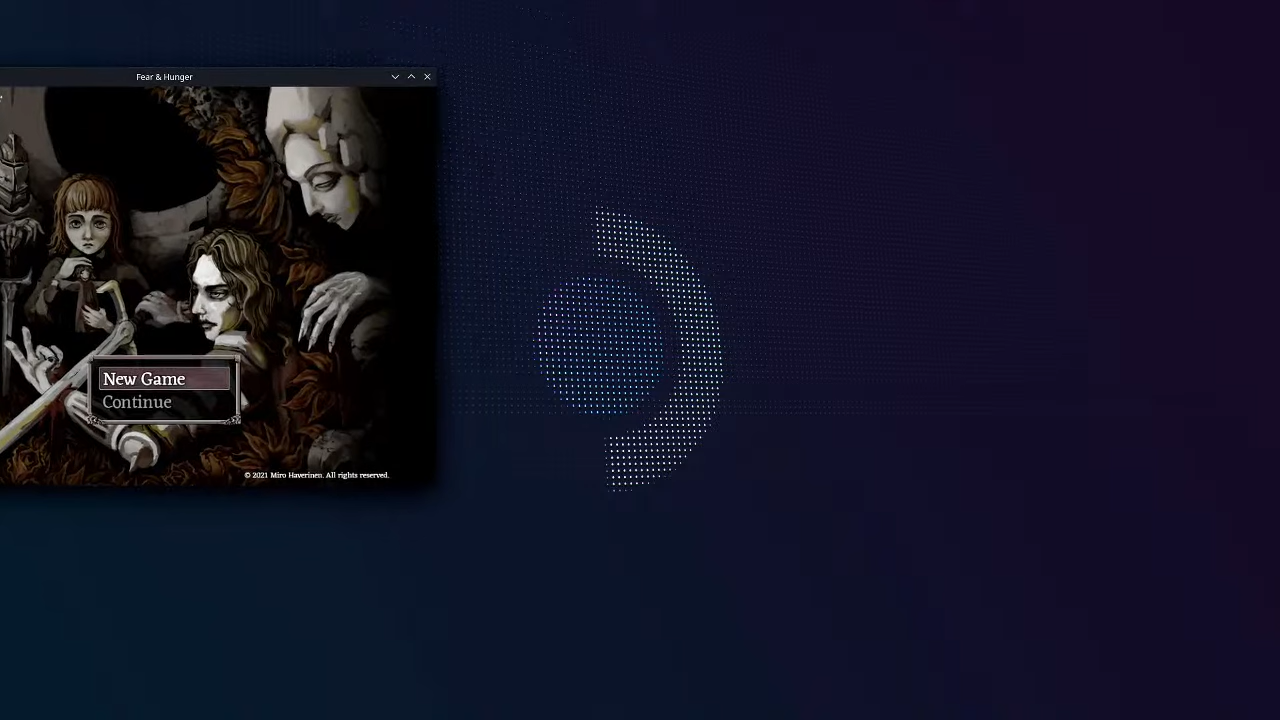 Fear & Hunger
New Game
Continue
© 2021 Miro Haverinen. All rights reserved.